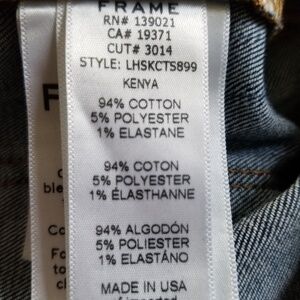 FRAME
RN# 139021
CA# 19371
CUT# 3014
STYLE: LHSKCT5899
KENYA
94% COTTON
5% POLYESTER
1% ELASTANE
94% COTON
5% POLYESTER
1% ÉLASTHANNE
94% ALGODÓN
5% POLIESTER
1% ELASTÁNO
MADE IN USA